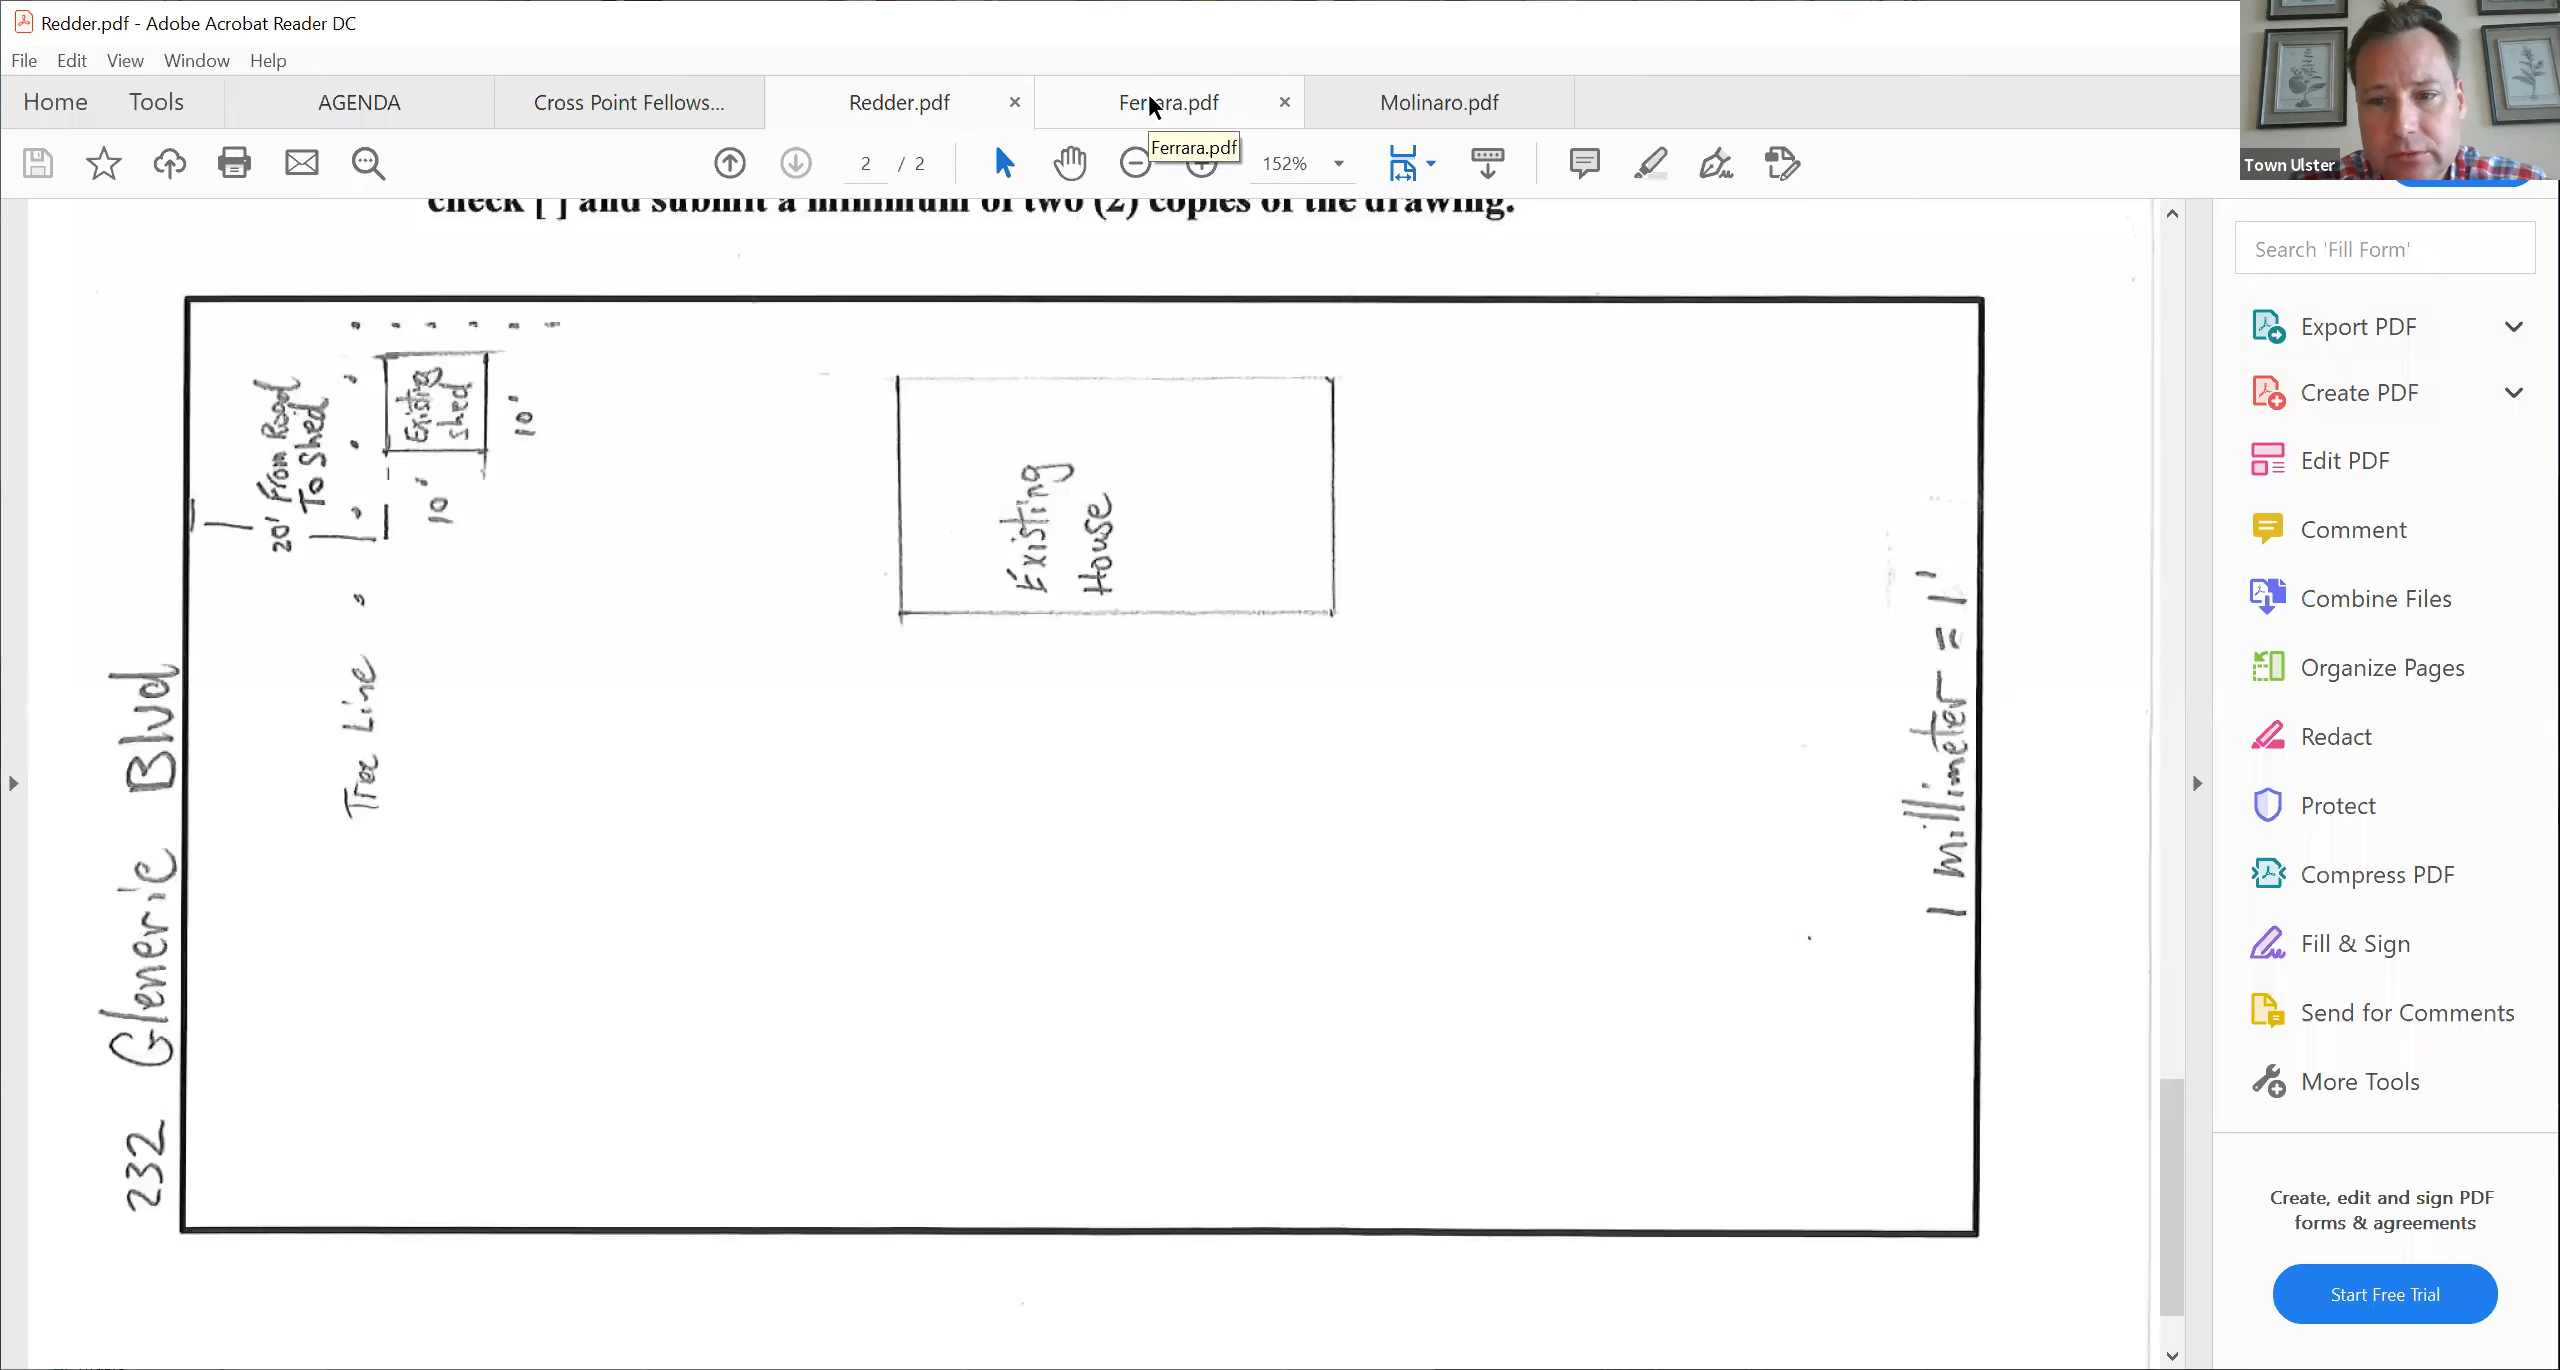 Redder.pdf - Adobe Acrobat Reader DC
File Edit View Window Help
Home Tools AGENDA Cross Point Fellows... Redder.pdf Ferrara.pdf Molinaro.pdf
2 / 2 152%
Ferrara.pdf
Town Ulster
check [ ] and submit a minimum of two (2) copies of the drawing.
232 Glenerie Blvd
20' From Road
To Shed
Existing
Shed
10'
10'
Tree Line
Existing
House
1 Millimeter = 1'
Search 'Fill Form'
Export PDF
Create PDF
Edit PDF
Comment
Combine Files
Organize Pages
Redact
Protect
Compress PDF
Fill & Sign
Send for Comments
More Tools
Create, edit and sign PDF
forms & agreements
Start Free Trial